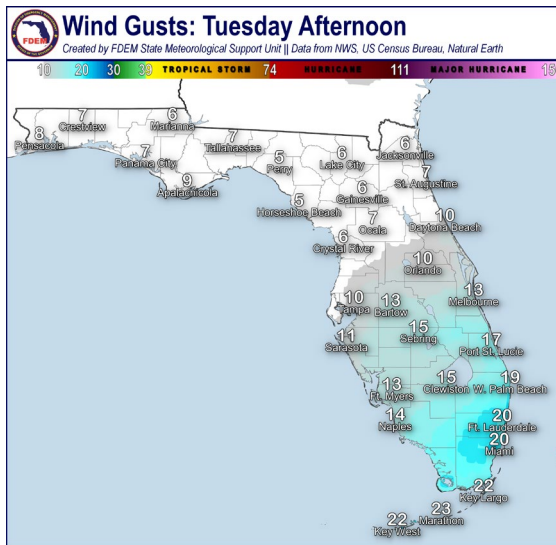 FDEM
Wind Gusts: Tuesday Afternoon
Created by FDEM State Meteorological Support Unit || Data from NWS, US Census Bureau, Natural Earth
10 20 30 39 TROPICAL STORM 74 HURRICANE 111 MAJOR HURRICANE 15
8
Pensacola
7
Crestview
6
Marianna
7
Panama City
9
Apalachicola
7
Tallahassee
5
Perry
6
Lake City
6
Jacksonville
7
St. Augustine
5
Horseshoe Beach
6
Gainesville
7
Ocala
10
Daytona Beach
6
Crystal River
10
Orlando
10
Tampa
13
Bartow
13
Melbourne
11
Sarasota
15
Sebring
17
Port St. Lucie
13
Ft. Myers
15
Clewiston
19
W. Palm Beach
14
Naples
20
Ft. Lauderdale
20
Miami
22
Key Largo
23
Marathon
22
Key West